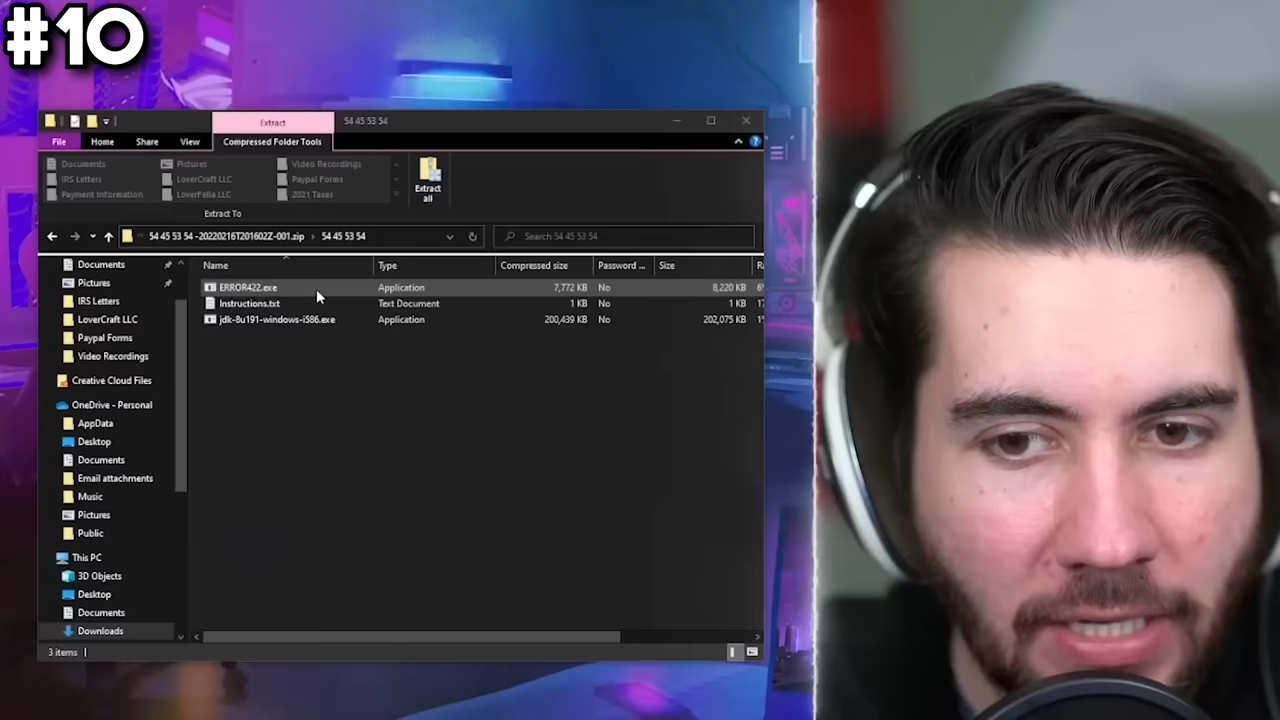 #10
Extract
54 45 53 54
File
Home
Share
View
Compressed Folder Tools
Documents
Pictures
Video Recordings
IRS Letters
LoverCraft LLC
Paypal Forms
Payment Information
LoverFella LLC
2021 Taxes
Extract all
Extract To
54 45 53 54 -20220216T201602Z-001.zip > 54 45 53 54
Search 54 45 53 54
Name
Type
Compressed size
Password ...
Size
ERROR422.exe Application 7,772 KB No 8,220 KB
Instructions.txt Text Document 1 KB No 1 KB
jdk-8u191-windows-i586.exe Application 200,439 KB No 202,075 KB
Documents
Pictures
IRS Letters
LoverCraft LLC
Paypal Forms
Video Recordings
Creative Cloud Files
OneDrive - Personal
AppData
Desktop
Documents
Email attachments
Music
Pictures
Public
This PC
3D Objects
Desktop
Documents
Downloads
3 items